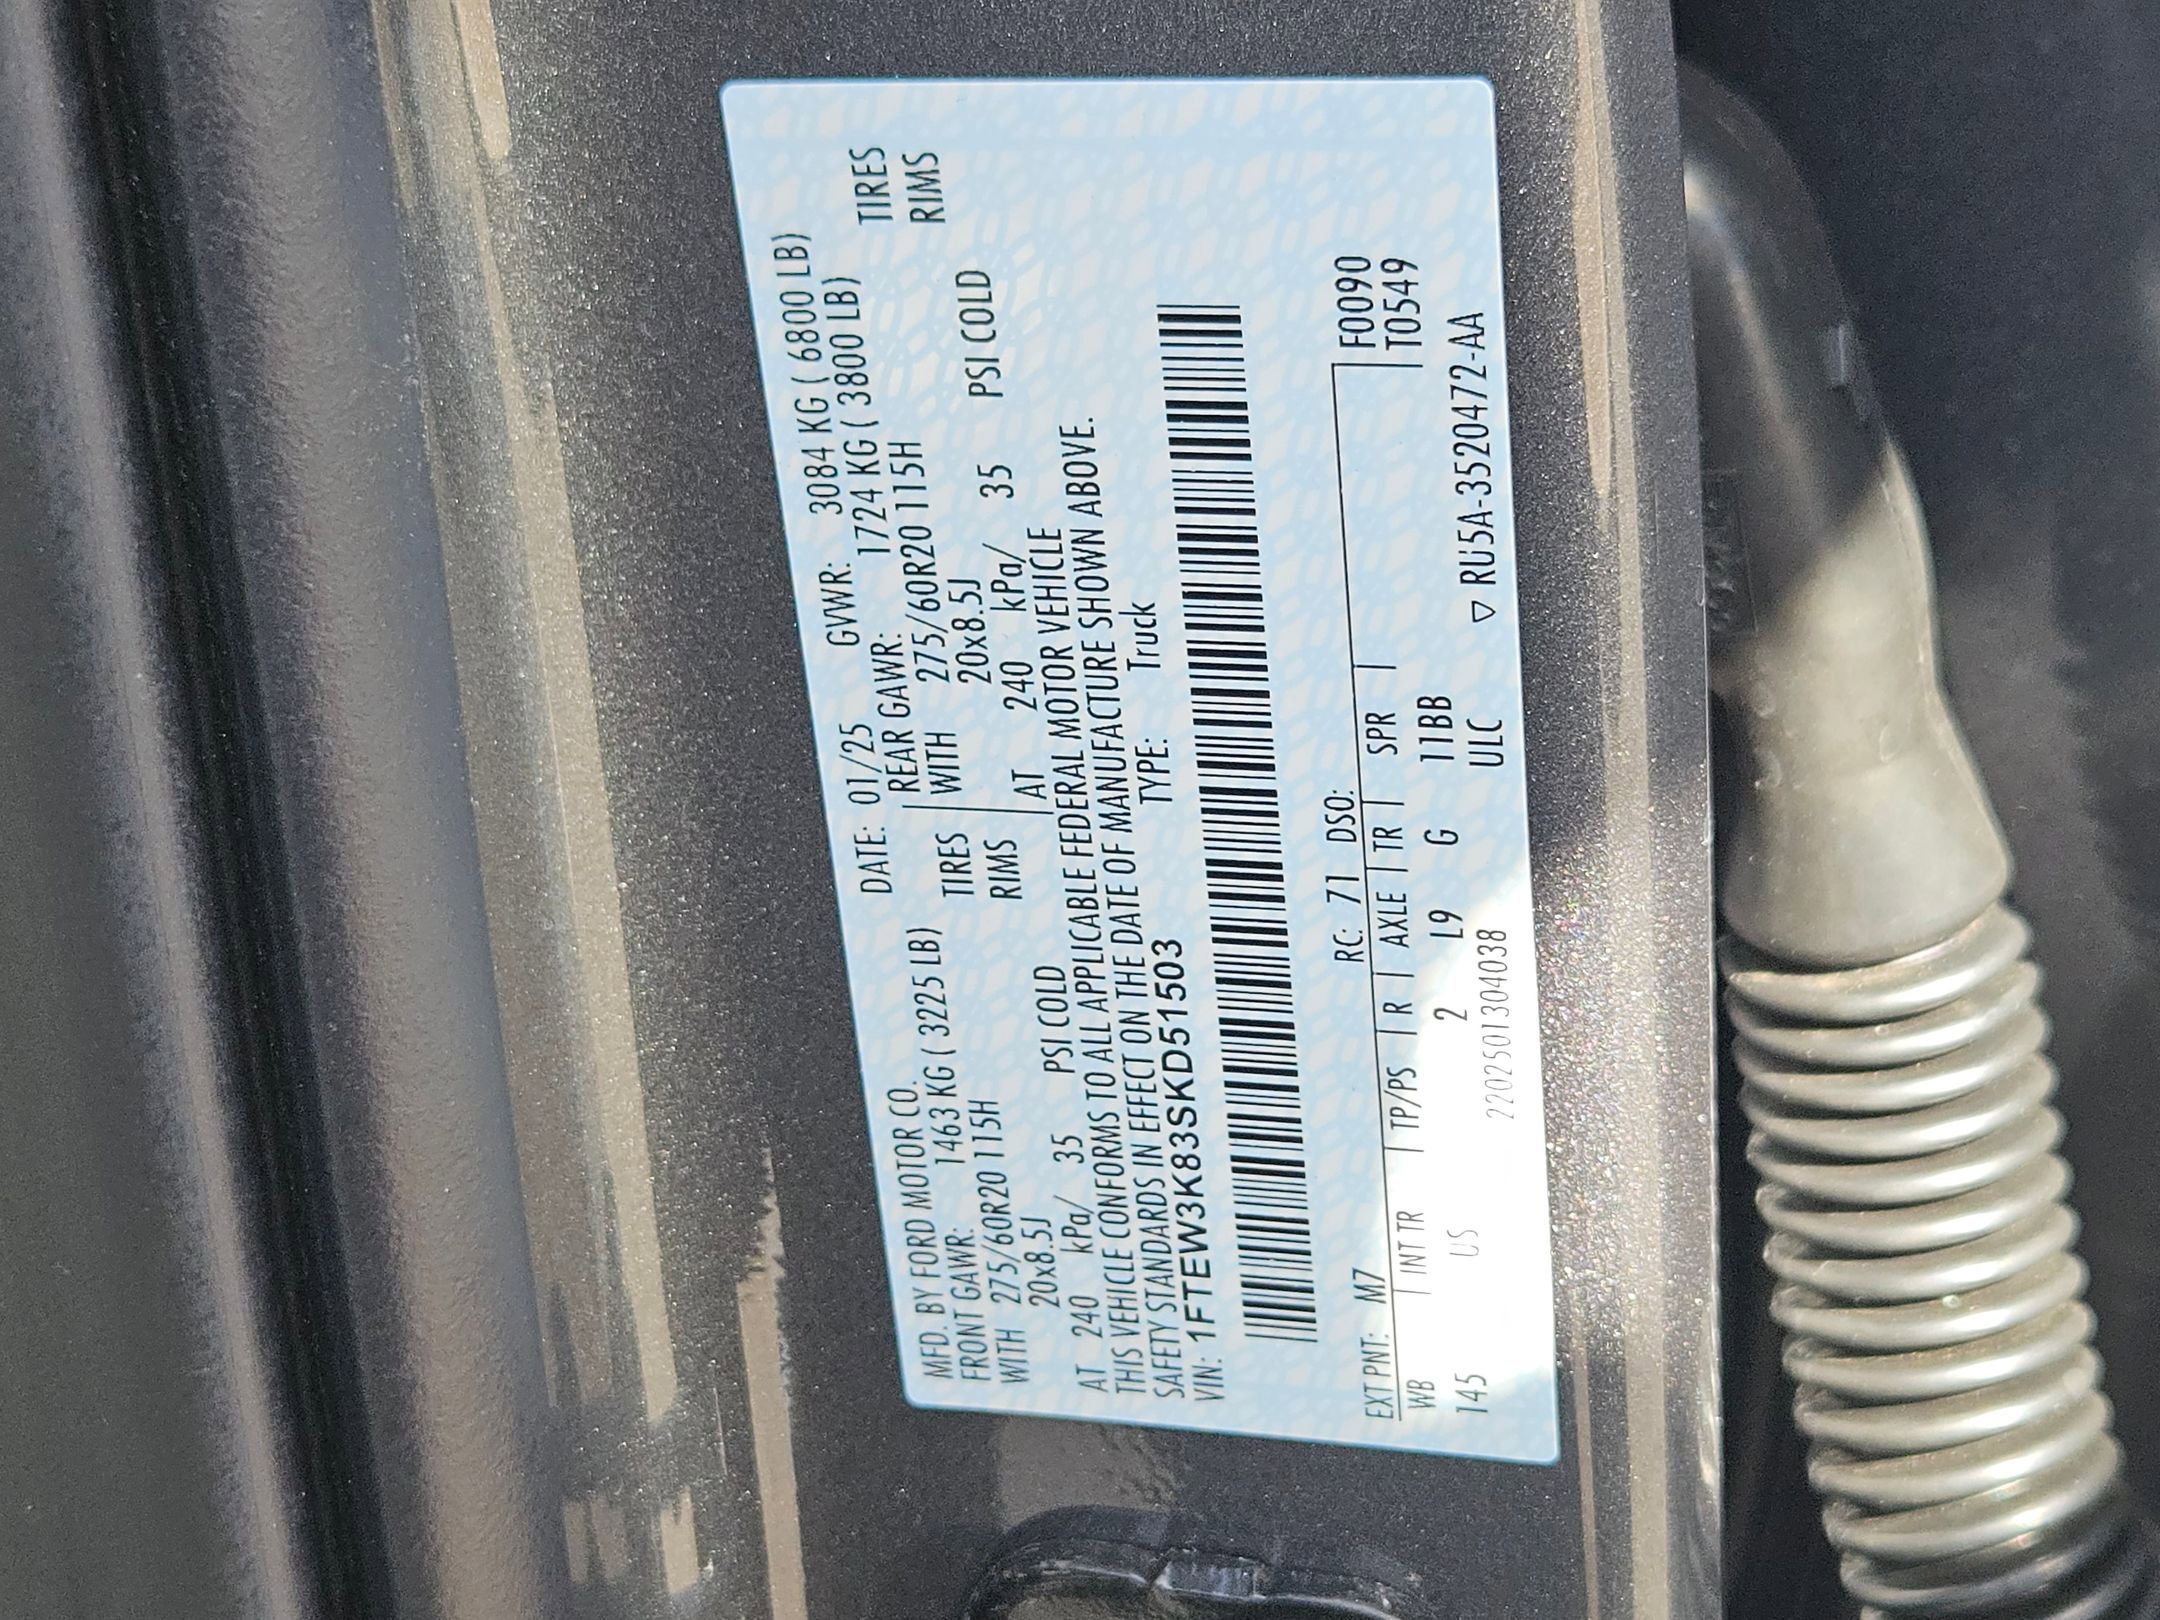 MFD. BY FORD MOTOR CO.
DATE: 01/25 GVWR: 3084 KG ( 6800 LB)
FRONT GAWR: 1463 KG ( 3225 LB)
REAR GAWR: 1724 KG ( 3800 LB)
WITH 275/60R20 115H TIRES
WITH 275/60R20 115H TIRES
20x8.5J RIMS
20x8.5J RIMS
AT 240 kPa/ 35 PSI COLD
AT 240 kPa/ 35 PSI COLD
THIS VEHICLE CONFORMS TO ALL APPLICABLE FEDERAL MOTOR VEHICLE
SAFETY STANDARDS IN EFFECT ON THE DATE OF MANUFACTURE SHOWN ABOVE.
VIN: 1FTEW3K83SKD51503 TYPE: Truck
EXT PNT: M7 RC: 71 DSO: F0090
WB INT TR TP/PS R AXLE TR SPR T0549
145 US 2 L9 G 11BB
2202501304038 ULC ▽ RU5A-3520472-AA